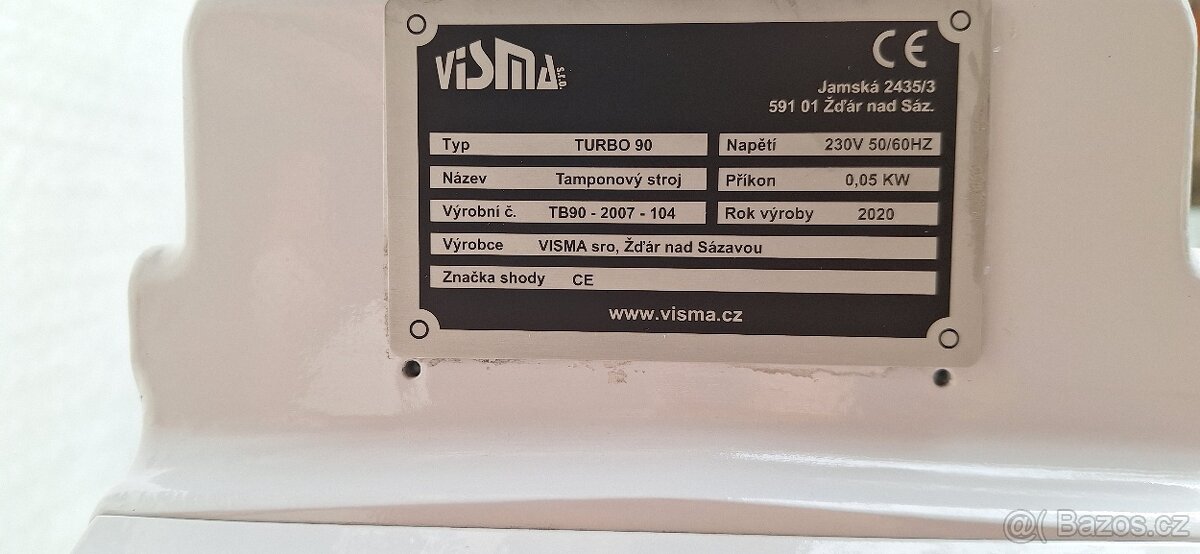 VISMA s.r.o.
CE
Jamská 2435/3
591 01 Žďár nad Sáz.
Typ TURBO 90
Napětí 230V 50/60HZ
Název Tamponový stroj
Příkon 0,05 KW
Výrobní č. TB90 - 2007 - 104
Rok výroby 2020
Výrobce VISMA sro, Žďár nad Sázavou
Značka shody CE
www.visma.cz
@( Bazos.cz